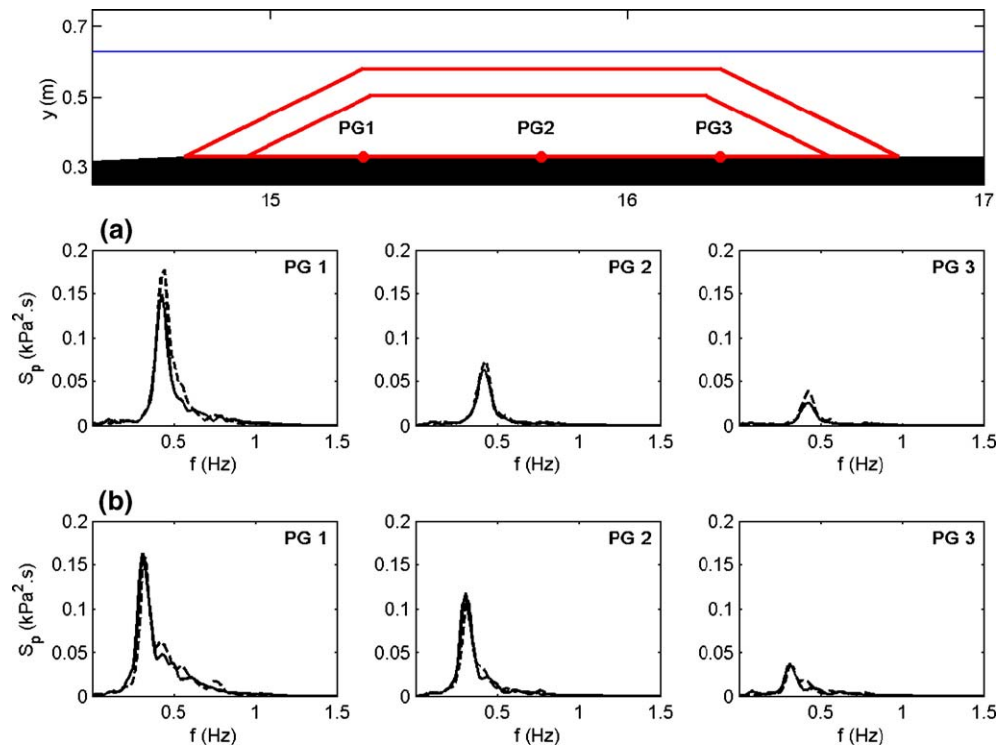 0.7
0.5
0.3
y (m)
PG1 PG2 PG3
15 16 17
(a)
PG 1 PG 2 PG 3
0.2 0.2 0.2
0.15 0.15 0.15
0.1 0.1 0.1
0.05 0.05 0.05
0 0 0
Sp (kPa².s)
0.5 1 1.5 0.5 1 1.5 0.5 1 1.5
f (Hz) f (Hz) f (Hz)
(b)
PG 1 PG 2 PG 3
0.2 0.2 0.2
0.15 0.15 0.15
0.1 0.1 0.1
0.05 0.05 0.05
0 0 0
Sp (kPa².s)
0.5 1 1.5 0.5 1 1.5 0.5 1 1.5
f (Hz) f (Hz) f (Hz)